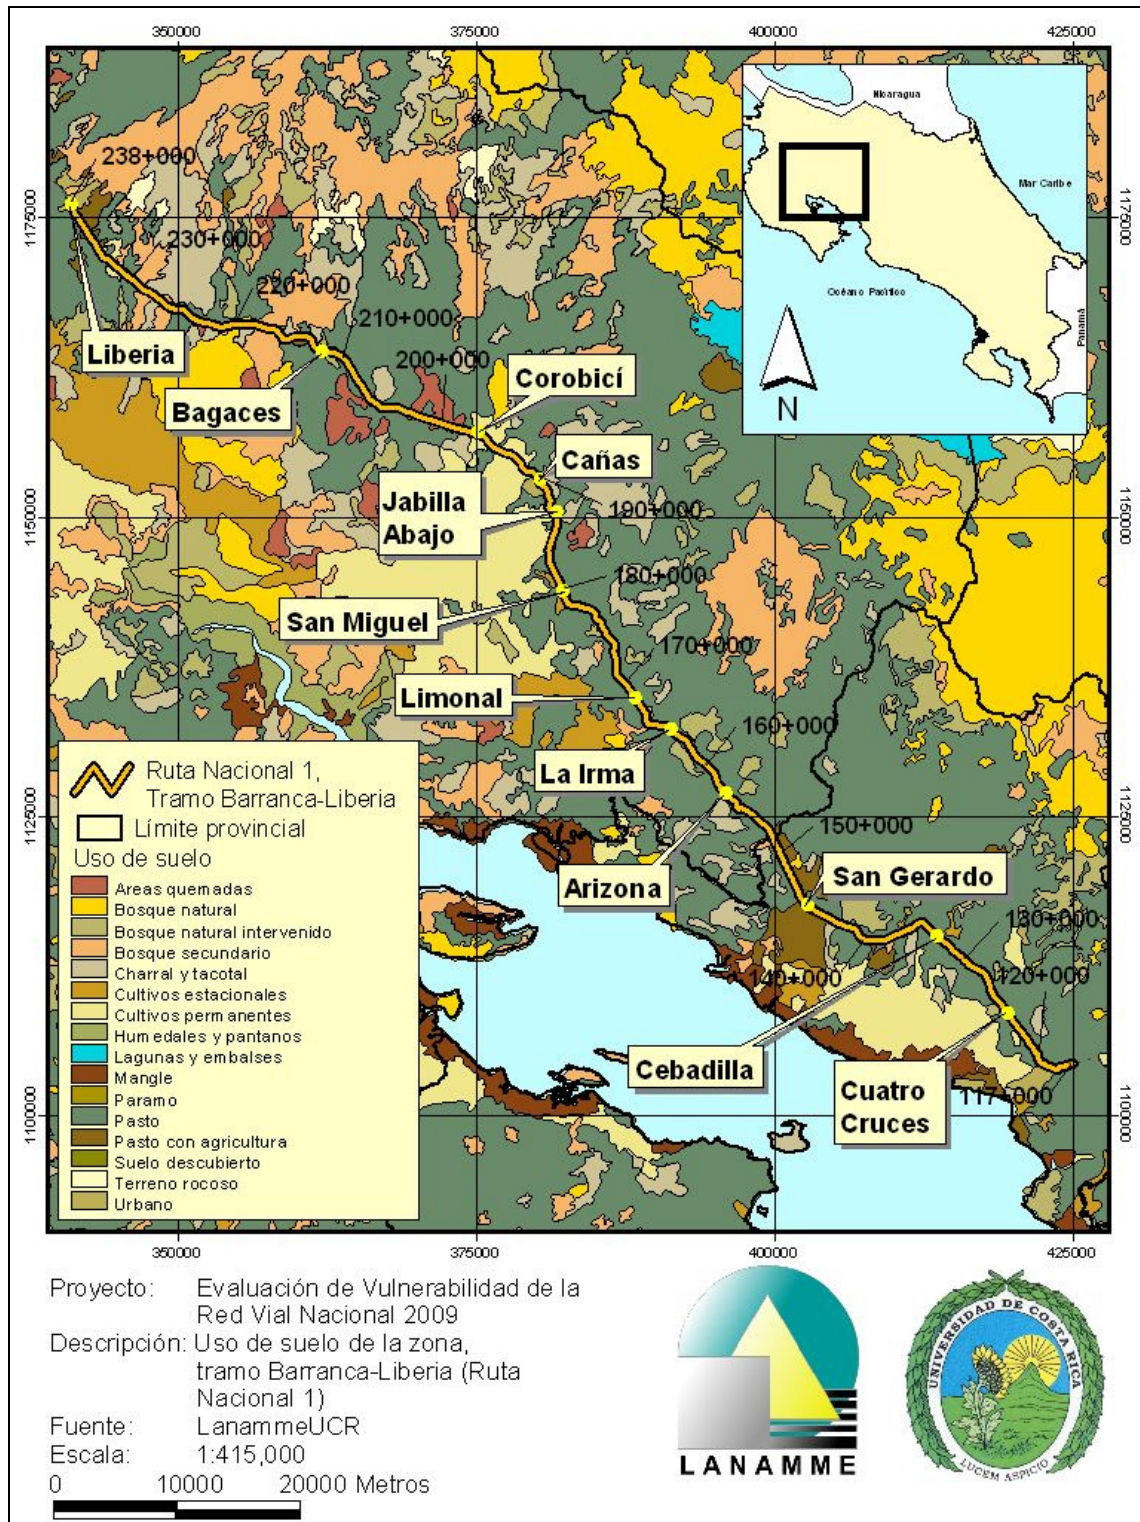 350000
375000
400000
425000
Nicaragua
Mar Caribe
Océano Pacífico
Panamá
N
1175000
1175000
238+000
230+000
220+000
210+000
200+000
Liberia
Bagaces
Corobicí
Cañas
Jabilla
Abajo
190+000
1150000
1150000
180+000
San Miguel
170+000
Limonal
160+000
La Irma
150+000
1125000
1125000
Arizona
San Gerardo
130+000
140+000
120+000
Cebadilla
Cuatro
Cruces
117+000
1100000
1100000
Ruta Nacional 1,
Tramo Barranca-Liberia
Límite provincial
Uso de suelo
Areas quemadas
Bosque natural
Bosque natural intervenido
Bosque secundario
Charral y tacotal
Cultivos estacionales
Cultivos permanentes
Humedales y pantanos
Lagunas y embalses
Mangle
Paramo
Pasto
Pasto con agricultura
Suelo descubierto
Terreno rocoso
Urbano
350000
375000
400000
425000
Proyecto: Evaluación de Vulnerabilidad de la
Red Vial Nacional 2009
Descripción: Uso de suelo de la zona,
tramo Barranca-Liberia (Ruta
Nacional 1)
Fuente: LanammeUCR
Escala: 1:415,000
0 10000 20000 Metros
LANAMME
UNIVERSIDAD DE COSTA RICA
LUCEM ASPICIO